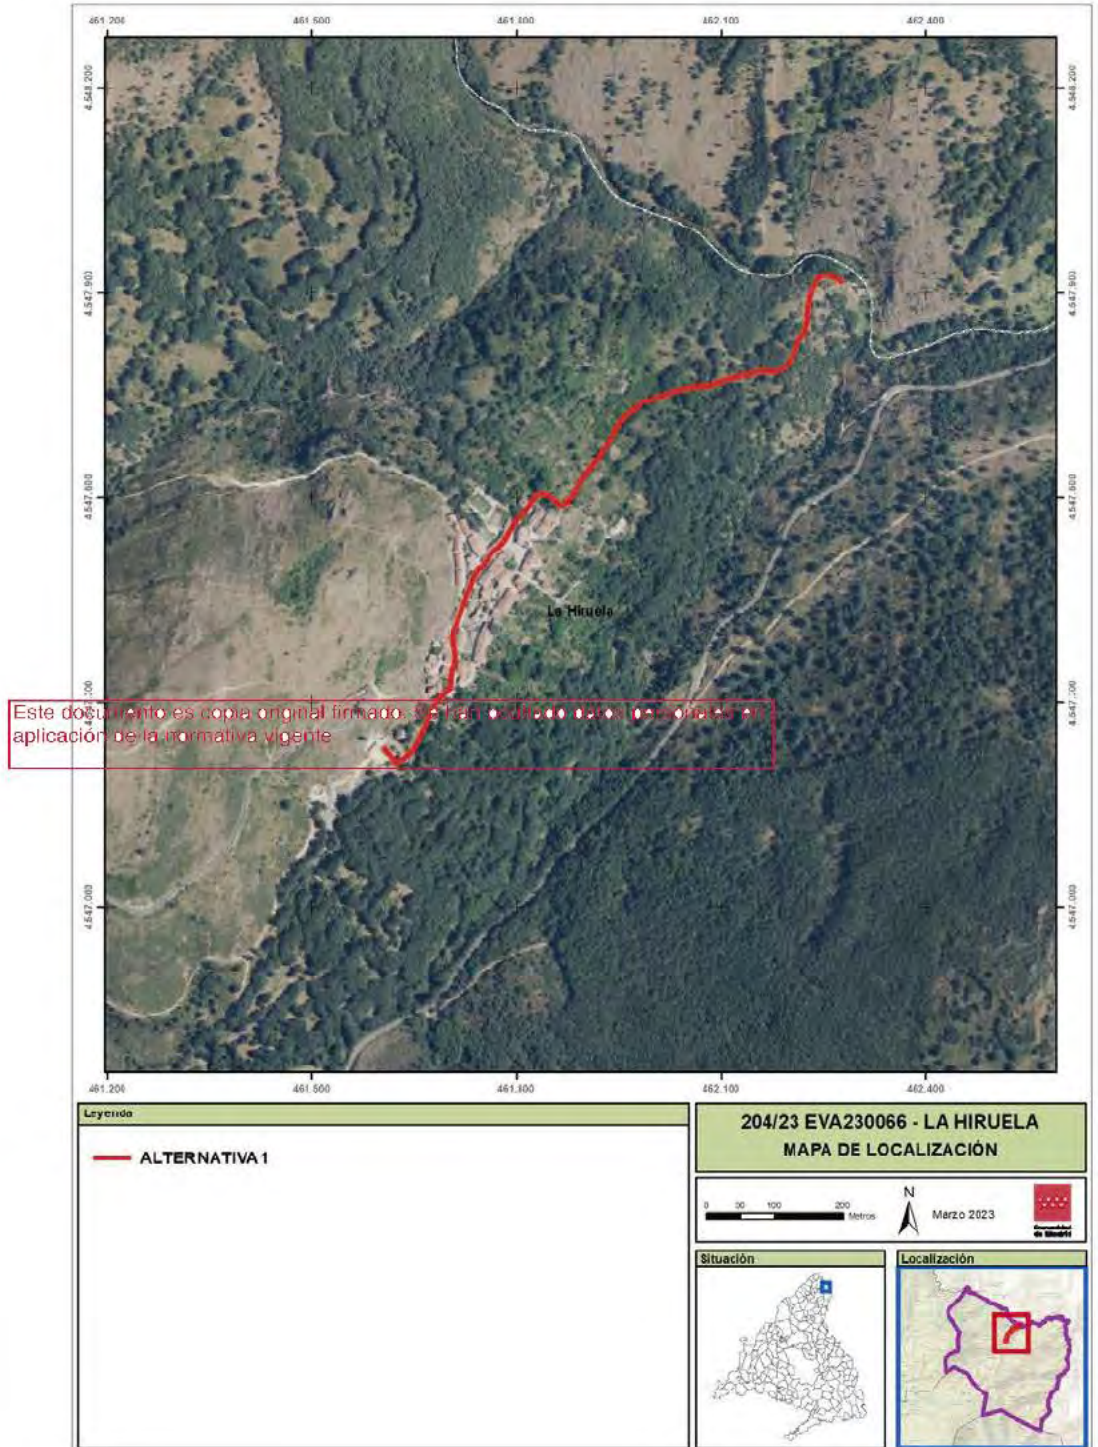 461.200 461.500 461.800 462.100 462.400
4.548.200 4.548.200
4.547.900 4.547.900
4.547.600 4.547.600
La Hiruela
4.547.300 4.547.300
Este documento es copia original firmado. Se han ocultado datos personales en
aplicación de la normativa vigente
4.547.000 4.547.000
461.200 461.500 461.800 462.100 462.400
Leyenda
ALTERNATIVA 1
204/23 EVA230066 - LA HIRUELA
MAPA DE LOCALIZACIÓN
0 50 100 200
Metros
N
Marzo 2023
Comunidad
de Madrid
Situación
Localización